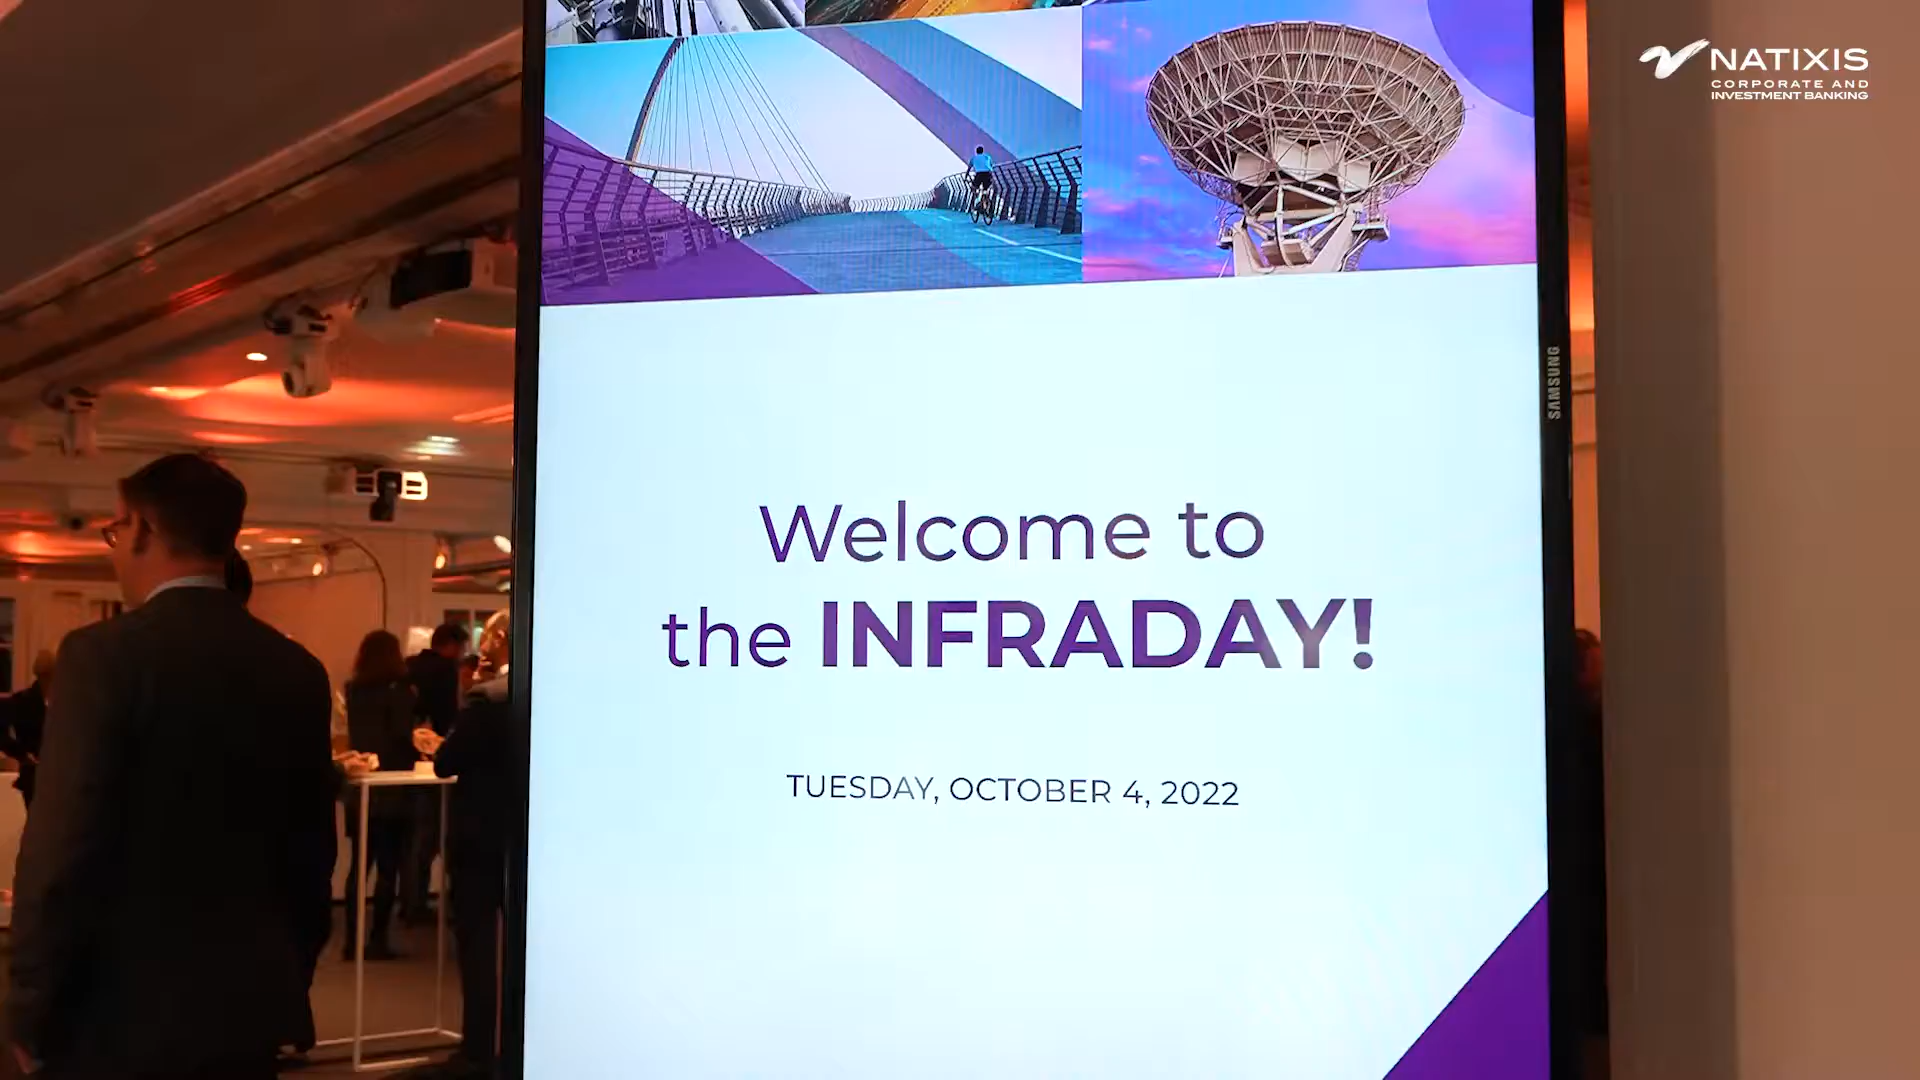 NATIXIS
CORPORATE AND
INVESTMENT BANKING
SAMSUNG
Welcome to
the INFRADAY!
TUESDAY, OCTOBER 4, 2022